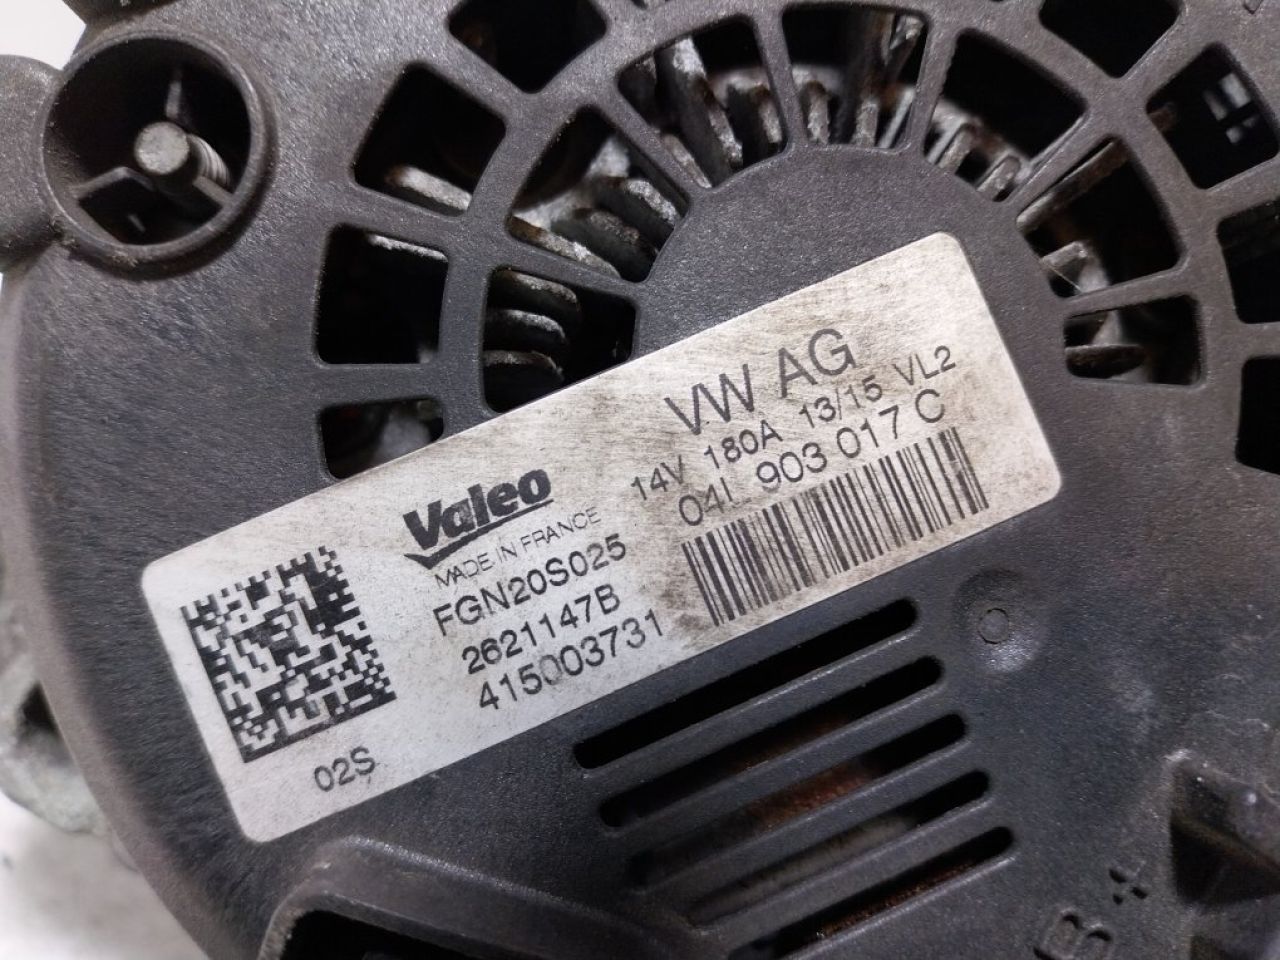 VW AG
14V 180A 13/15 VL2
04L 903 017 C
Valeo
MADE IN FRANCE
FGN20S025
2621147B
415003731
02S
B+